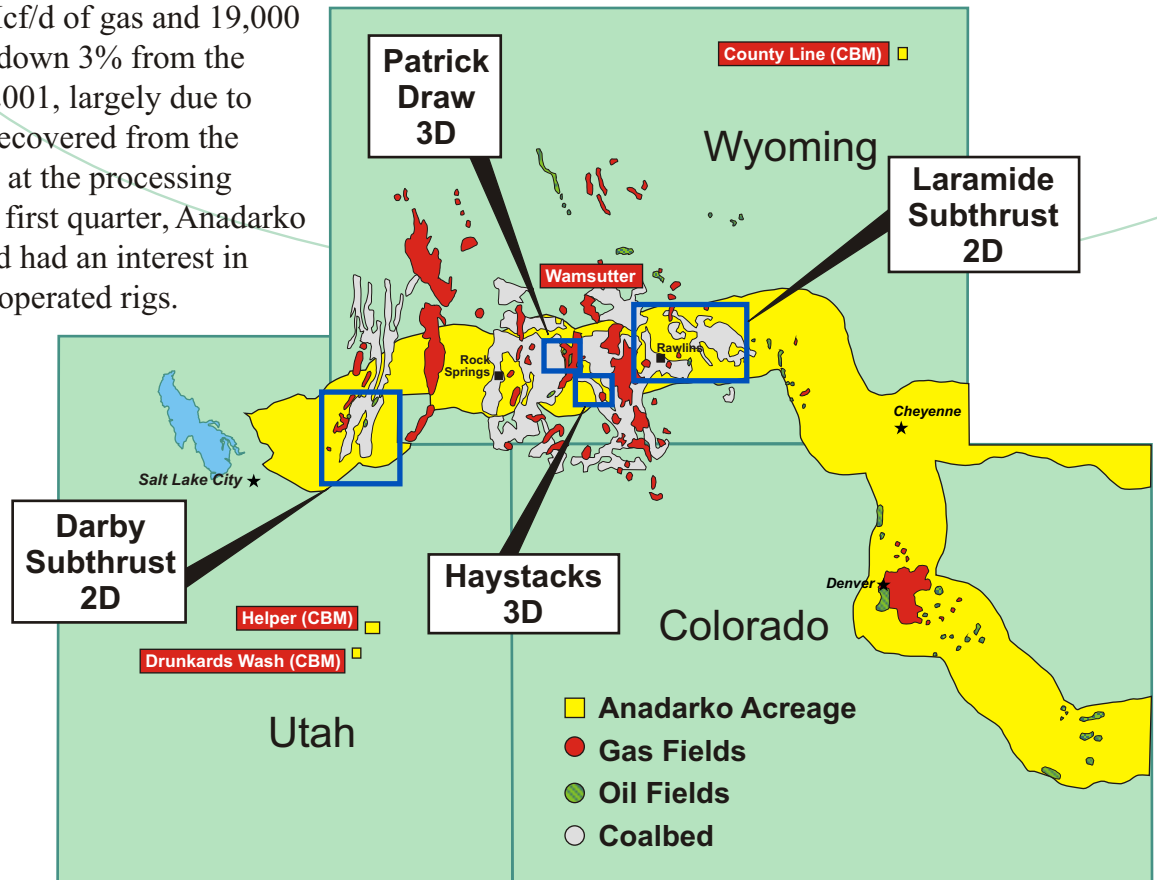 cf/d of gas and 19,000
down 3% from the
001, largely due to
ecovered from the
at the processing
first quarter, Anadarko
d had an interest in
operated rigs.
Patrick
Draw
3D
County Line (CBM)
Wyoming
Laramide
Subthrust
2D
Wamsutter
Rawlins
Rock
Springs
Cheyenne
Salt Lake City
Darby
Subthrust
2D
Haystacks
3D
Denver
Helper (CBM)
Drunkards Wash (CBM)
Colorado
Utah
Anadarko Acreage
Gas Fields
Oil Fields
Coalbed